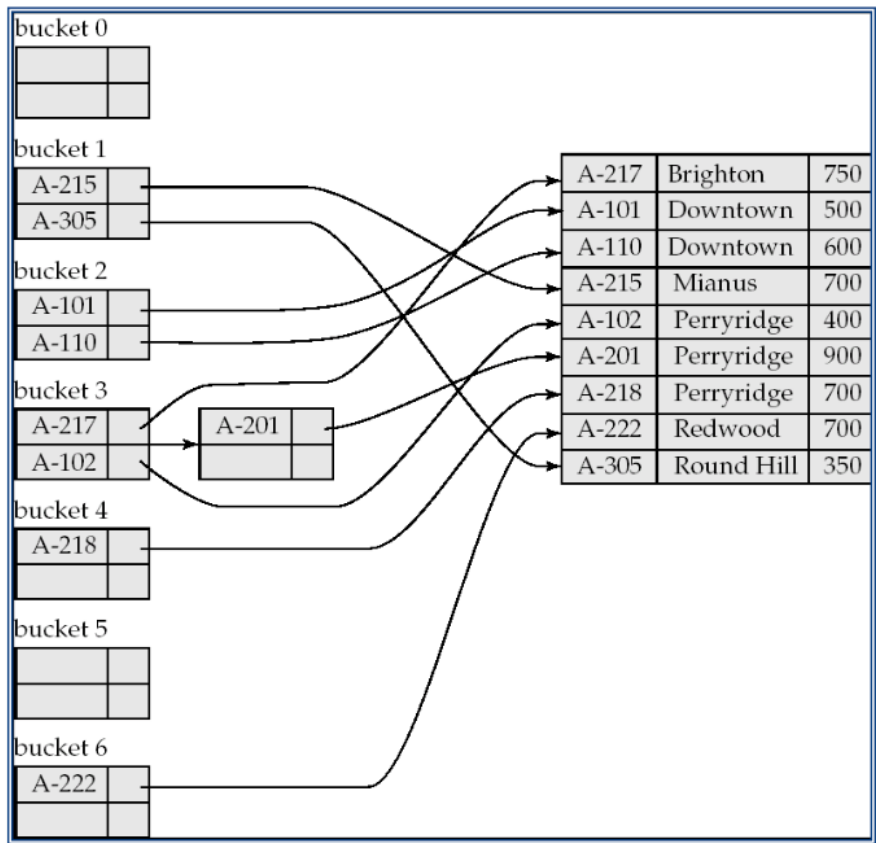 bucket 0
bucket 1
A-215
A-305
bucket 2
A-101
A-110
bucket 3
A-217
A-102
A-201
bucket 4
A-218
bucket 5
bucket 6
A-222
A-217 Brighton 750
A-101 Downtown 500
A-110 Downtown 600
A-215 Mianus 700
A-102 Perryridge 400
A-201 Perryridge 900
A-218 Perryridge 700
A-222 Redwood 700
A-305 Round Hill 350